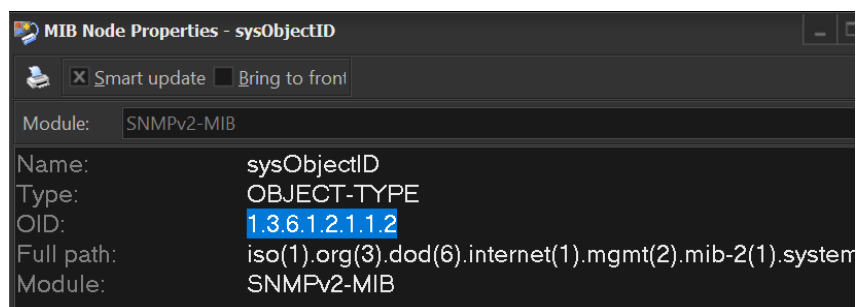 MIB Node Properties - sysObjectID
Smart update Bring to front
Module: SNMPv2-MIB
Name: sysObjectID
Type: OBJECT-TYPE
OID: 1.3.6.1.2.1.1.2
Full path: iso(1).org(3).dod(6).internet(1).mgmt(2).mib-2(1).system
Module: SNMPv2-MIB